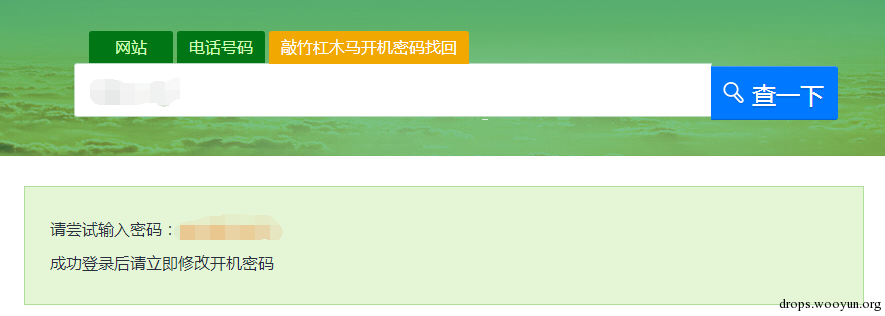 网站 电话号码 敲竹杠木马开机密码找回
查一下
请尝试输入密码：
成功登录后请立即修改开机密码
drops.wooyun.org